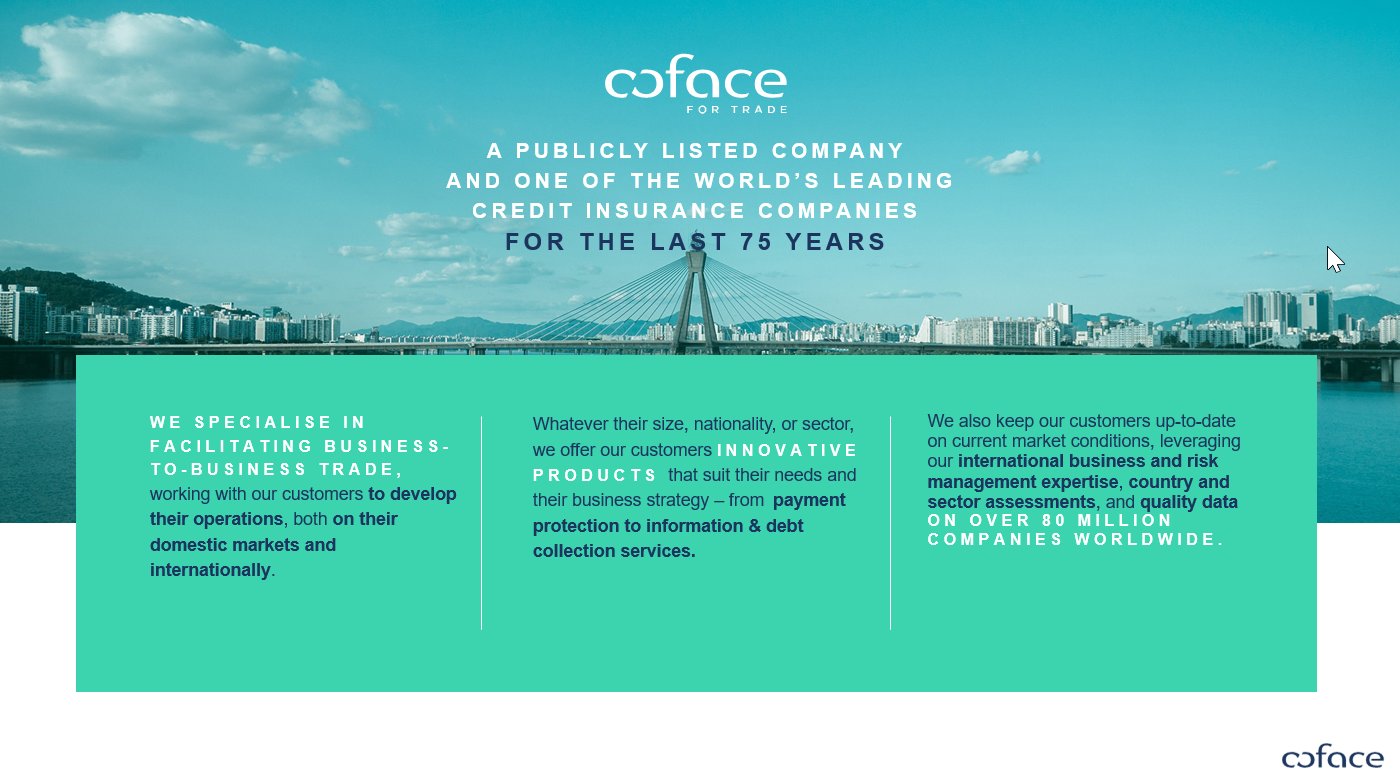 coface
FOR TRADE
A PUBLICLY LISTED COMPANY
AND ONE OF THE WORLD’S LEADING
CREDIT INSURANCE COMPANIES
FOR THE LAST 75 YEARS
WE SPECIALISE IN
FACILITATING BUSINESS-
TO-BUSINESS TRADE,
working with our customers to develop
their operations, both on their
domestic markets and
internationally.
Whatever their size, nationality, or sector,
we offer our customers INNOVATIVE
PRODUCTS that suit their needs and
their business strategy – from payment
protection to information & debt
collection services.
We also keep our customers up-to-date
on current market conditions, leveraging
our international business and risk
management expertise, country and
sector assessments, and quality data
ON OVER 80 MILLION
COMPANIES WORLDWIDE.
coface